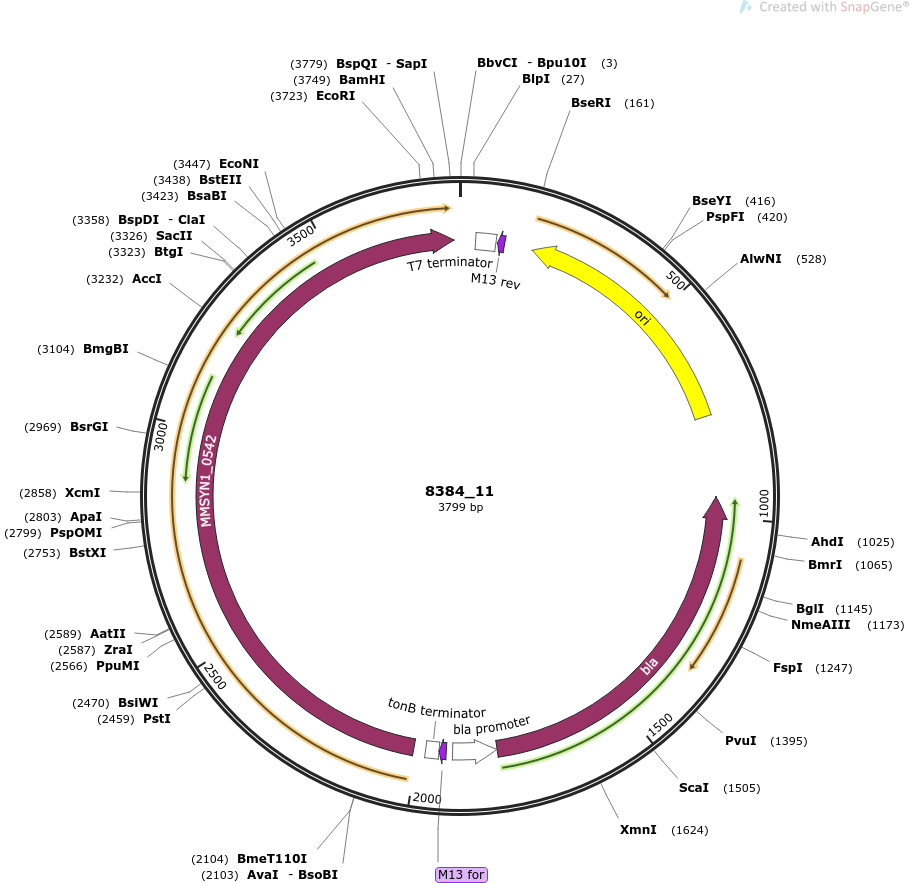 Created with SnapGene®
(3779) BspQI - SapI
(3749) BamHI
(3723) EcoRI
BbvCI - Bpu10I (3)
BlpI (27)
BseRI (161)
(3447) EcoNI
(3438) BstEII
(3423) BsaBI
(3358) BspDI - ClaI
(3326) SacII
(3323) BtgI
(3232) AccI
(3104) BmgBI
(2969) BsrGI
(2858) XcmI
(2803) ApaI
(2799) PspOMI
(2753) BstXI
(2589) AatII
(2587) ZraI
(2566) PpuMI
(2470) BsiWI
(2459) PstI
(2104) BmeT110I
(2103) AvaI - BsoBI
BseYI (416)
PspFI (420)
AlwNI (528)
AhdI (1025)
BmrI (1065)
BglI (1145)
NmeAIII (1173)
FspI (1247)
PvuI (1395)
ScaI (1505)
XmnI (1624)
500
1000
1500
2000
2500
3000
3500
T7 terminator
M13 rev
ori
MMSYN1_0542
8384_11
3799 bp
bla
tonB terminator
bla promoter
M13 for